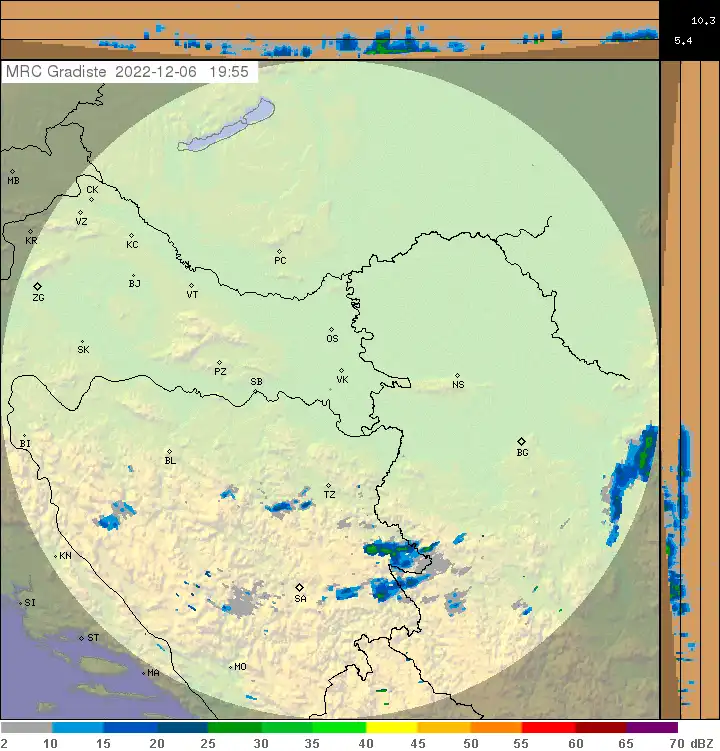 10.3
5.4
MRC Gradiste 2022-12-06 19:55
MB
CK
VZ
KR
KC
PC
BJ
VT
ZG
OS
SK
PZ
VK
SB
NS
BI
BG
BL
TZ
KN
SA
SI
ST
MO
MA
2 10 15 20 25 30 35 40 45 50 55 60 70 dBZ